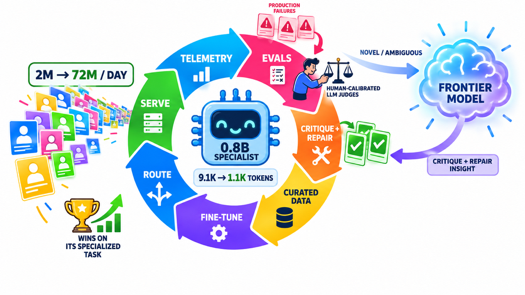 PRODUCTION
FAILURES
TELEMETRY
EVALS
NOVEL / AMBIGUOUS
2M → 72M / DAY
HUMAN-CALIBRATED
LLM JUDGES
FRONTIER
MODEL
SERVE
0.8B
SPECIALIST
CRITIQUE +
REPAIR
9.1K → 1.1K TOKENS
CRITIQUE + REPAIR
INSIGHT
ROUTE
CURATED
DATA
FINE-TUNE
WINS ON
ITS SPECIALIZED
TASK